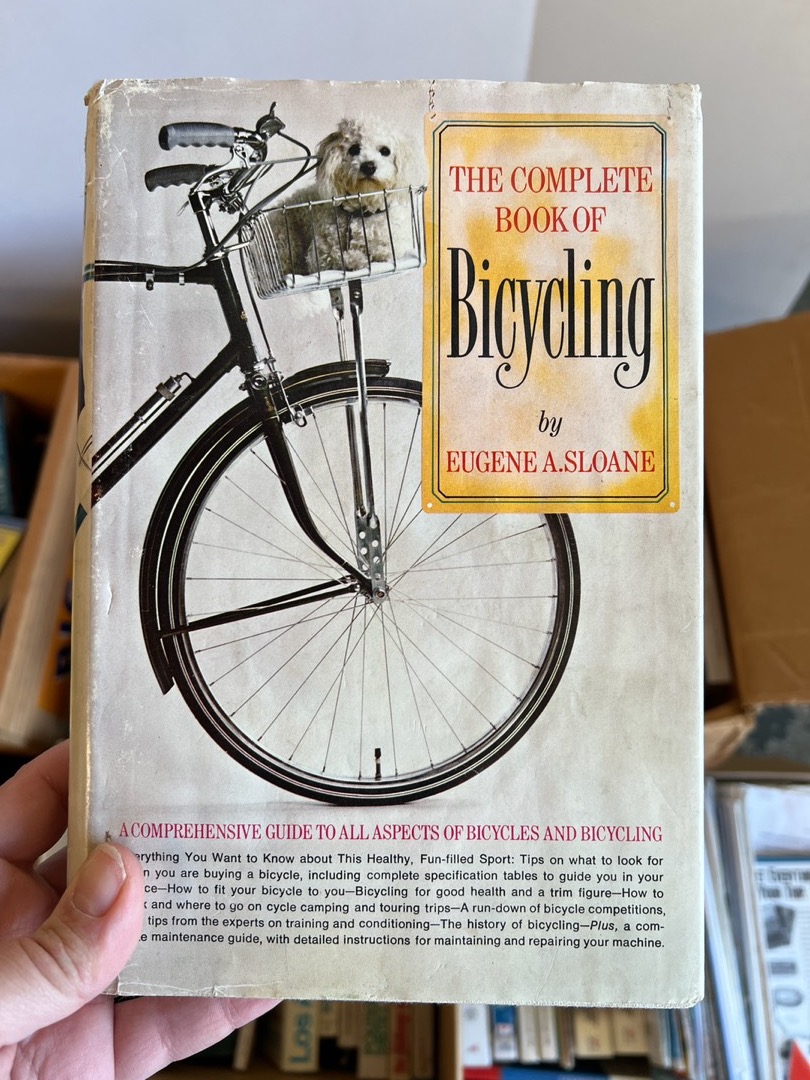 THE COMPLETE
BOOK OF
Bicycling
by
EUGENE A. SLOANE
A COMPREHENSIVE GUIDE TO ALL ASPECTS OF BICYCLES AND BICYCLING
You Want to Know about This Healthy, Fun-filled Sport: Tips on what to look for
you are buying a bicycle, including complete specification tables to guide you in your
—How to fit your bicycle to you—Bicycling for good health and a trim figure—How to
and where to go on cycle camping and touring trips—A run-down of bicycle competitions,
tips from the experts on training and conditioning—The history of bicycling—Plus, a com-
maintenance guide, with detailed instructions for maintaining and repairing your machine.